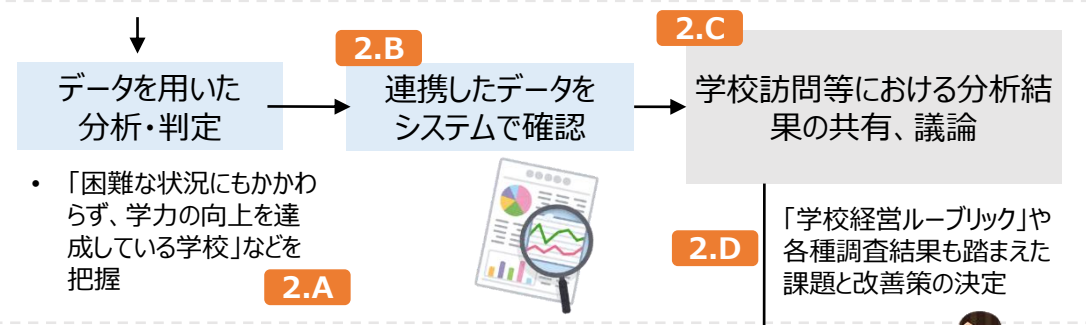 データを用いた
分析・判定
• 「困難な状況にもかかわ
らず、学力の向上を達
成している学校」などを
把握
2.A
2.B
連携したデータを
システムで確認
2.C
学校訪問等における分析結
果の共有、議論
2.D
「学校経営ルーブリック」や
各種調査結果も踏まえた
課題と改善策の決定